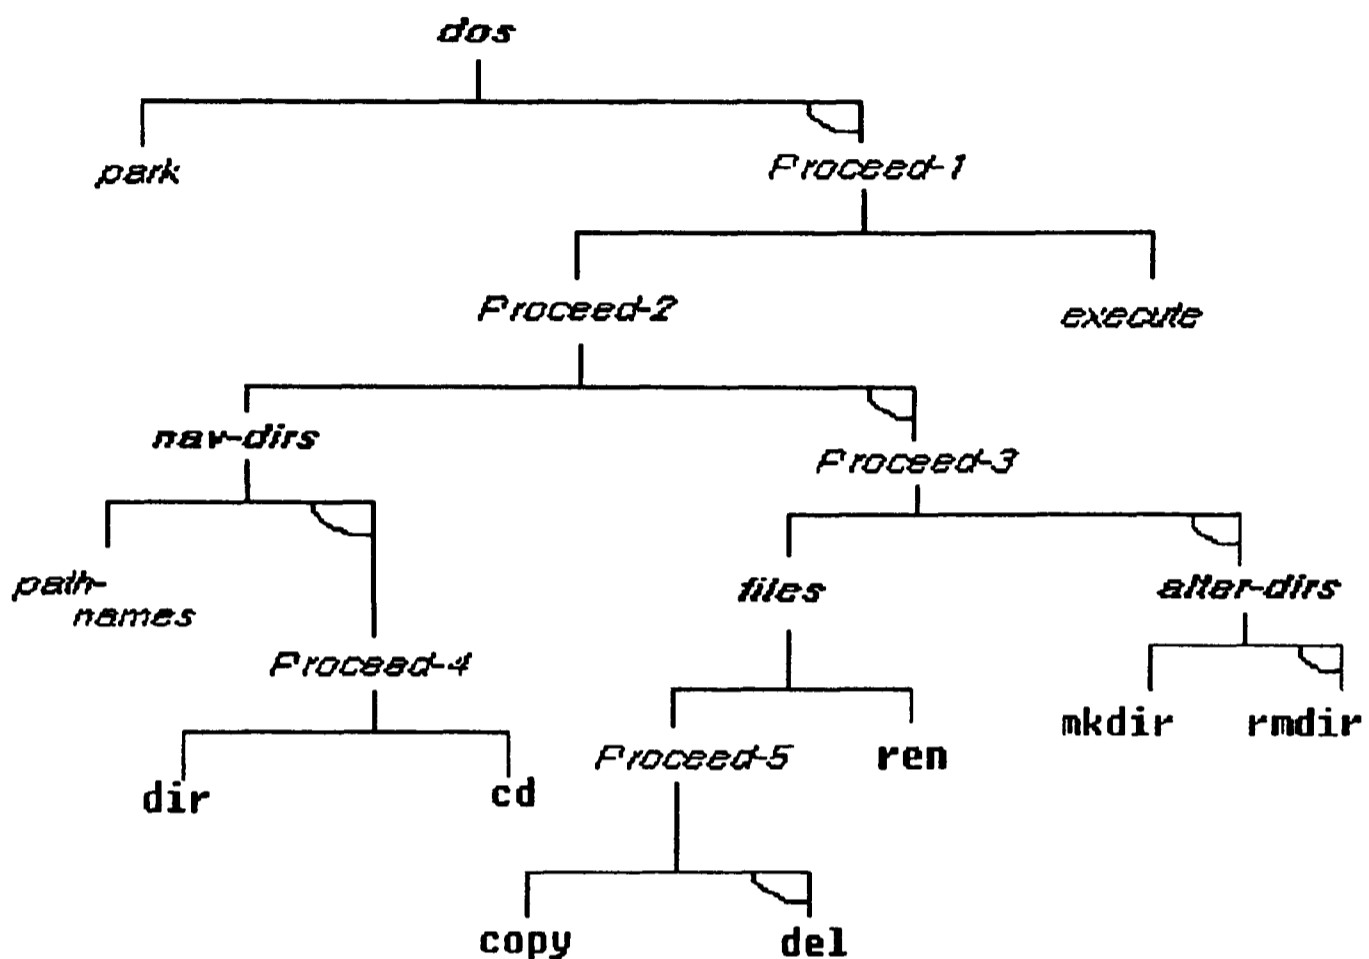 dos
park
Proceed-1
Proceed-2
execute
nav-dirs
Proceed-3
path-
names
files
alter-dirs
Proceed-4
mkdir
rmdir
Proceed-5
ren
dir
cd
copy
del